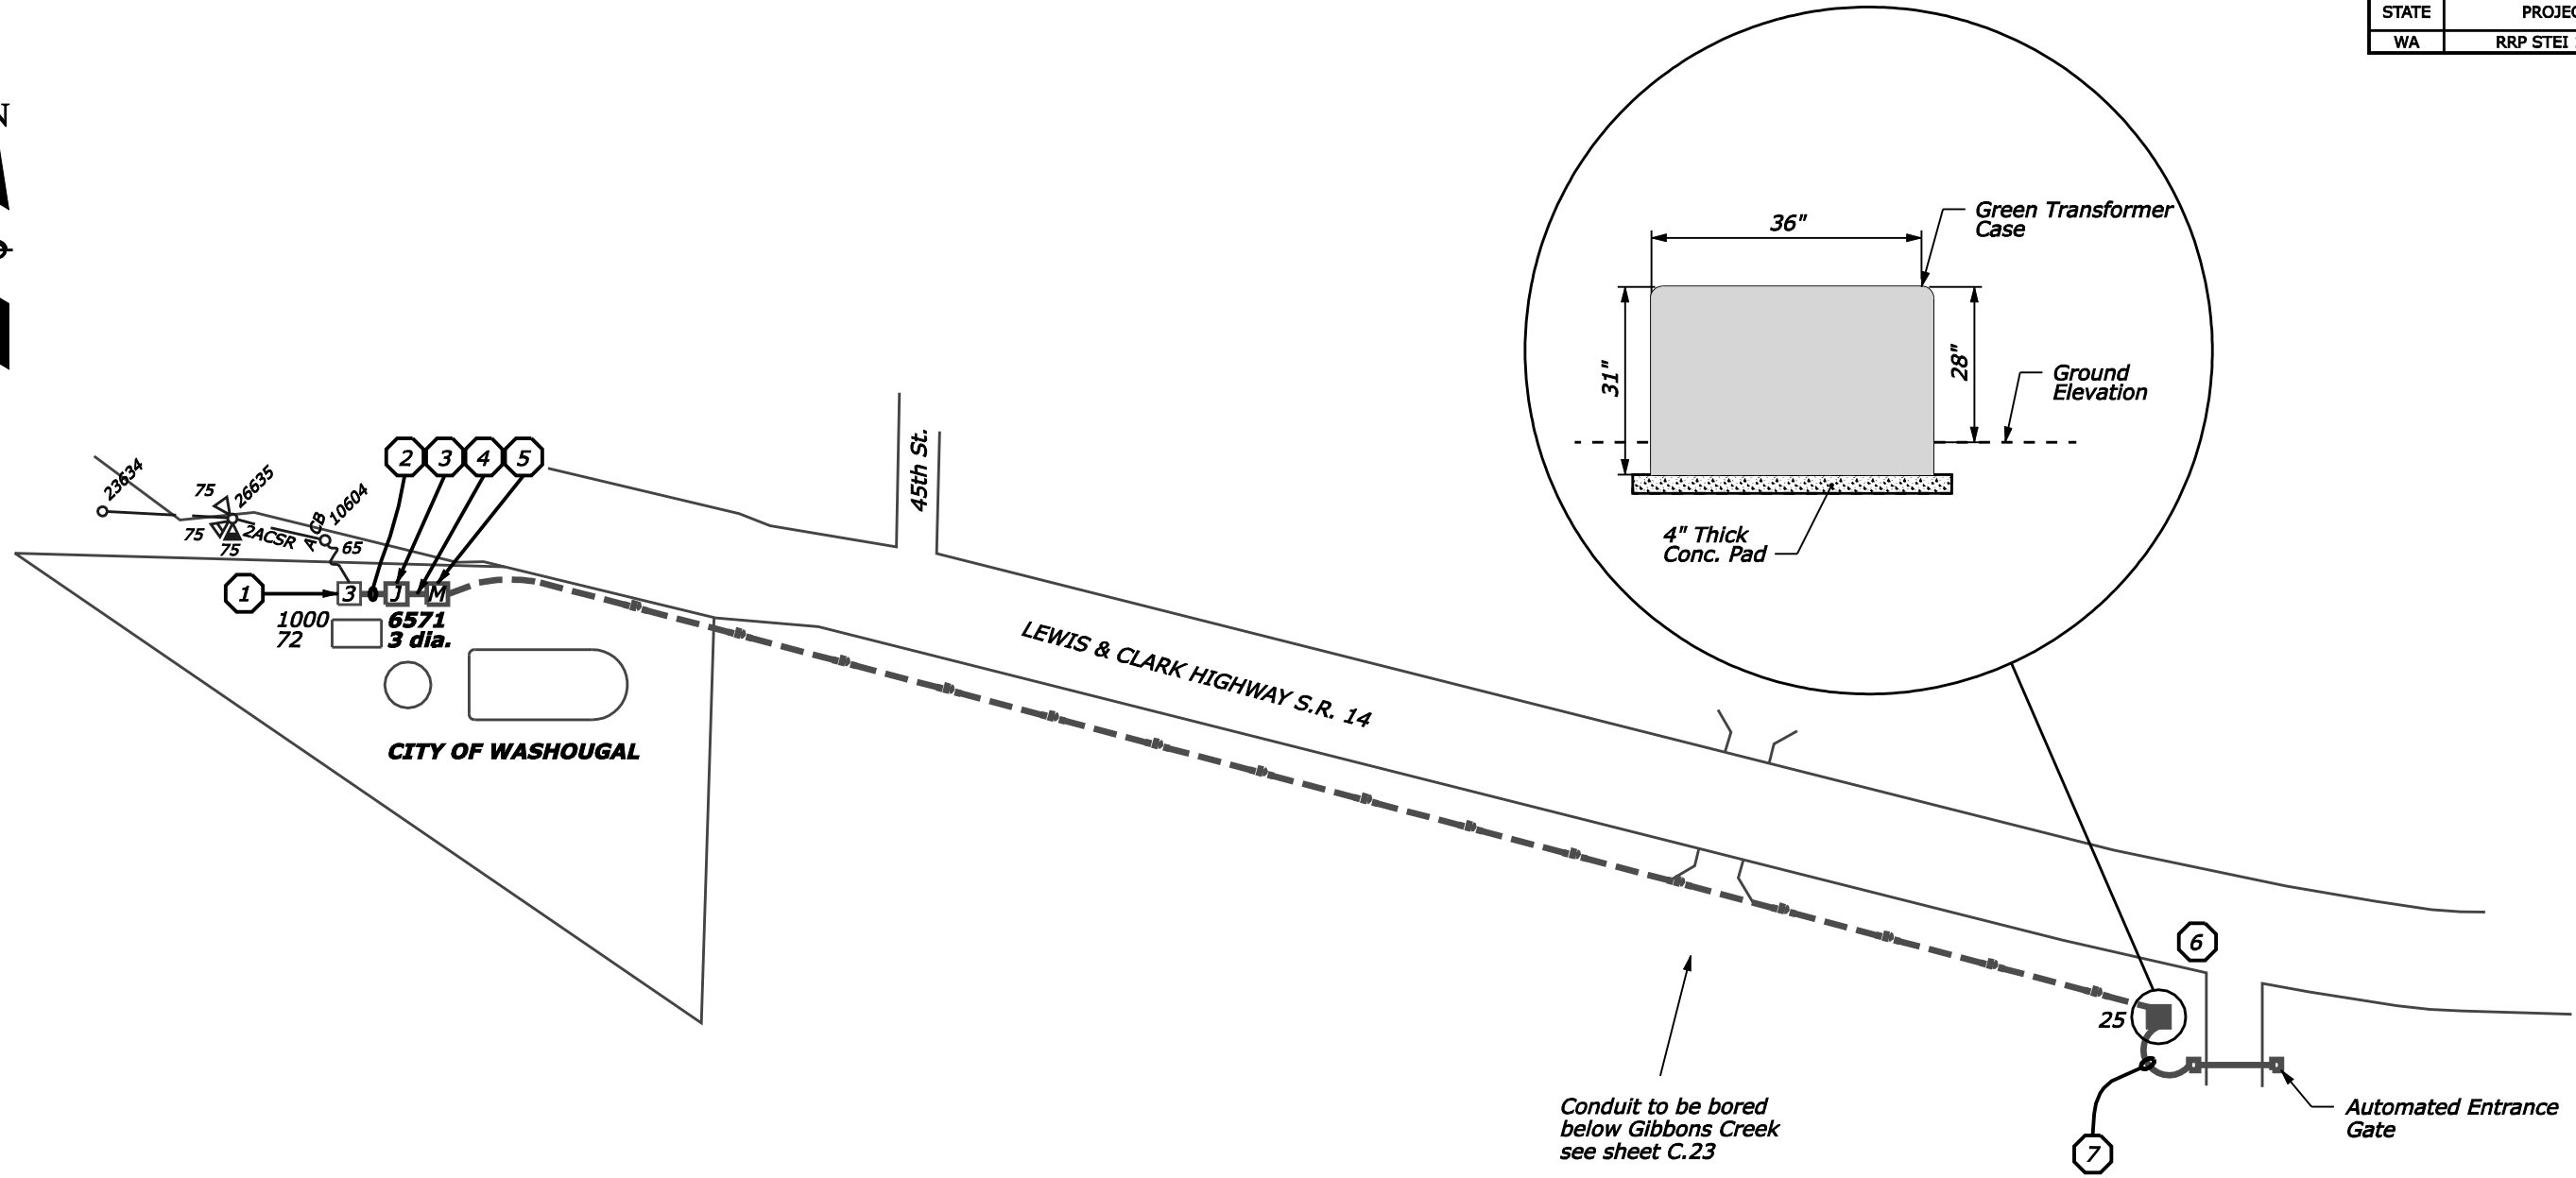 STATE
WA
RRP STEI
N
36"
Green Transformer
Case
31"
28"
Ground
Elevation
4" Thick
Conc. Pad
45th St.
2
3
4
5
23634
75
26635
10604
A CB
75
75
2ACSR
65
1
3
J
M
1000
72
6571
3 dia.
CITY OF WASHOUGAL
LEWIS & CLARK HIGHWAY S.R. 14
6
25
Conduit to be bored
below Gibbons Creek
see sheet C.23
Automated Entrance
Gate
7